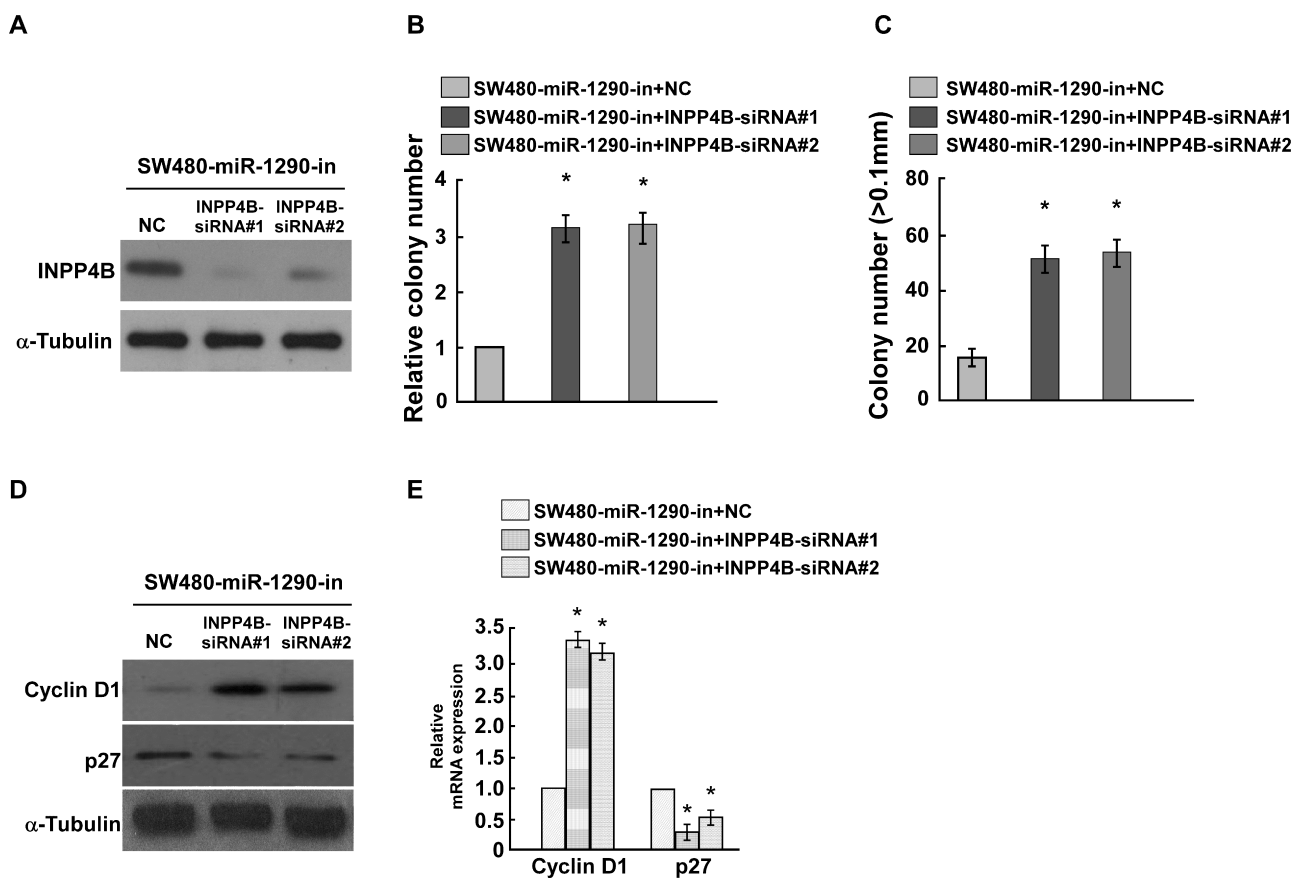 A
SW480-miR-1290-in
NC
INPP4B-
siRNA#1
INPP4B-
siRNA#2
INPP4B
α-Tubulin
B
SW480-miR-1290-in+NC
SW480-miR-1290-in+INPP4B-siRNA#1
SW480-miR-1290-in+INPP4B-siRNA#2
Relative colony number
4
3
2
1
0
*
*
C
SW480-miR-1290-in+NC
SW480-miR-1290-in+INPP4B-siRNA#1
SW480-miR-1290-in+INPP4B-siRNA#2
Colony number (>0.1mm)
80
60
40
20
0
*
*
D
SW480-miR-1290-in
NC
INPP4B-
siRNA#1
INPP4B-
siRNA#2
Cyclin D1
p27
α-Tubulin
E
SW480-miR-1290-in+NC
SW480-miR-1290-in+INPP4B-siRNA#1
SW480-miR-1290-in+INPP4B-siRNA#2
Relative
mRNA expression
3.5
3.0
2.5
2.0
1.5
1.0
0.5
0
*
*
*
*
Cyclin D1
p27